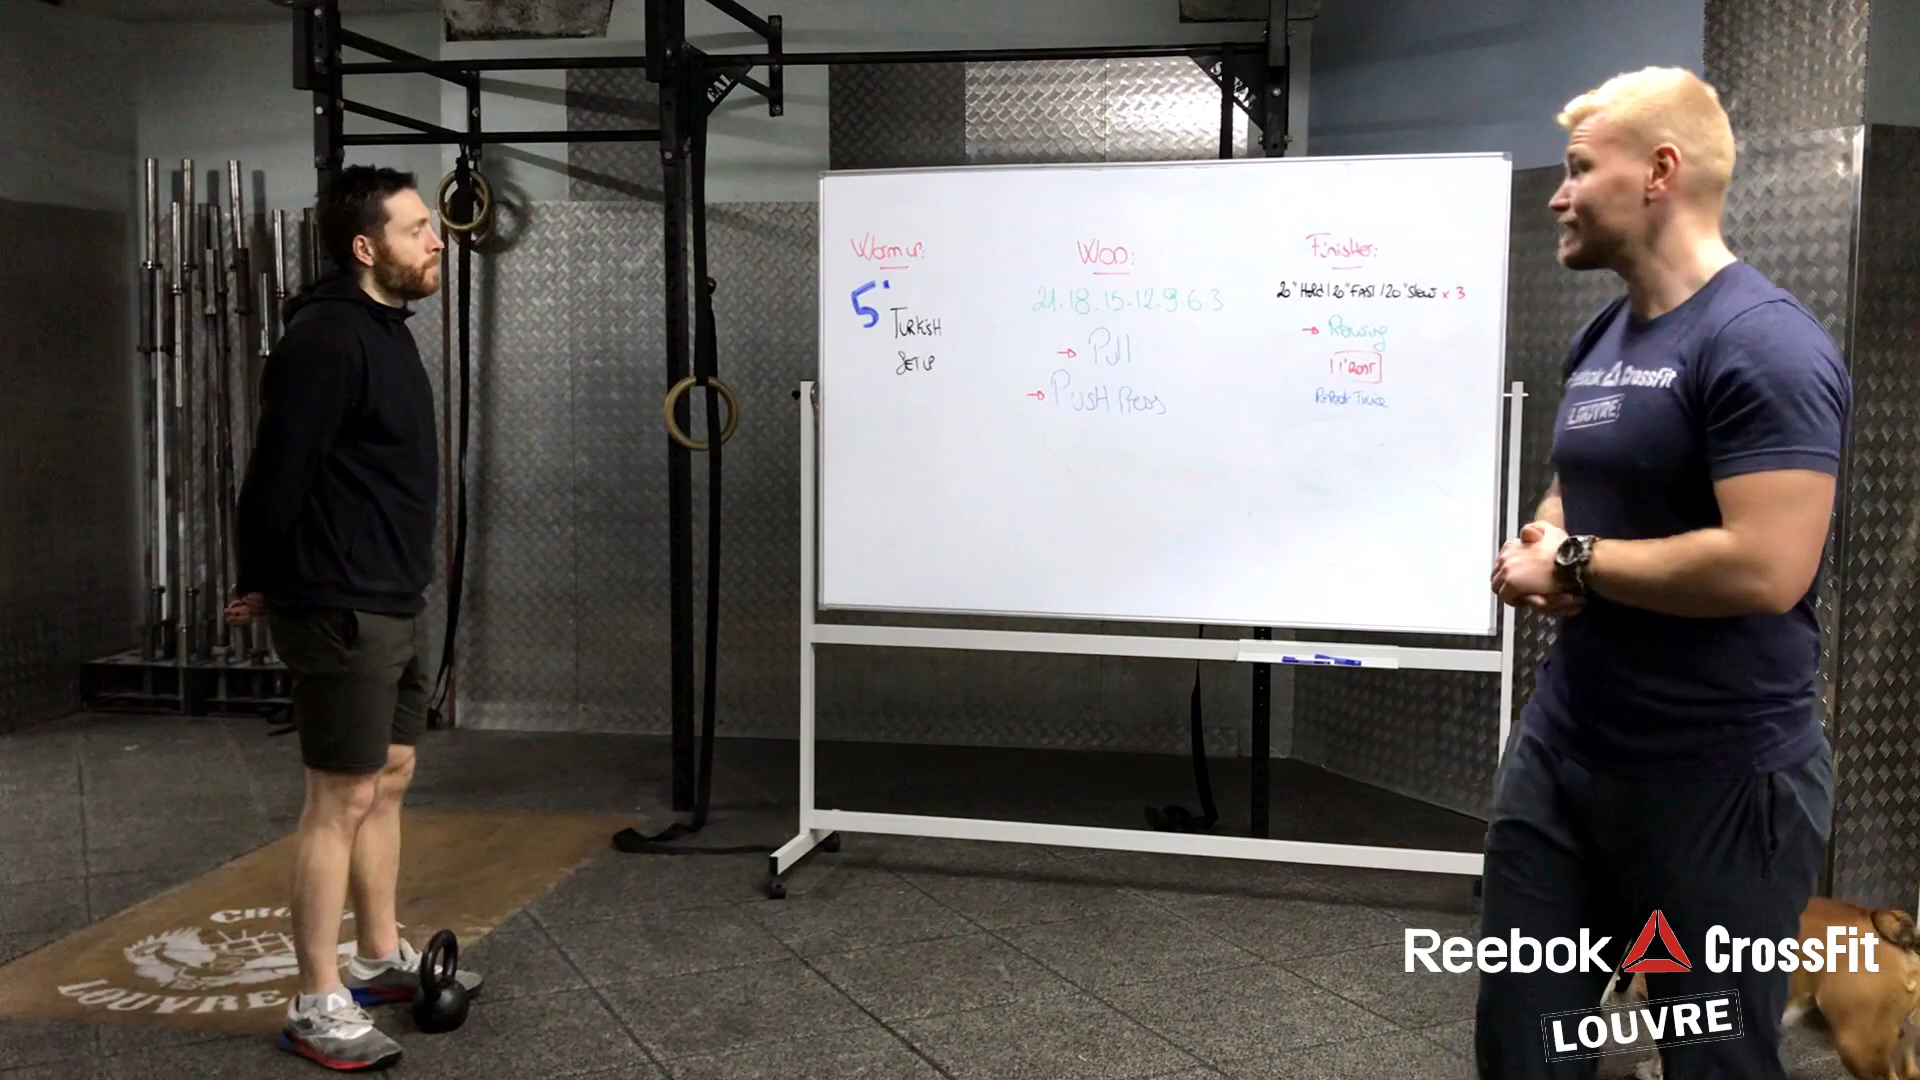 Warm up:
5'
Turkish
Get up
WOD:
21-18-15-12-9-6-3
→ Pull
→ Push Press
Finisher:
20" Hold / 20" FAST / 20" Slow x 3
→ Rowing
1' Rest
Repeat Twice
Reebok CrossFit
LOUVRE
CRO
LOUVRE
Reebok CrossFit
LOUVRE